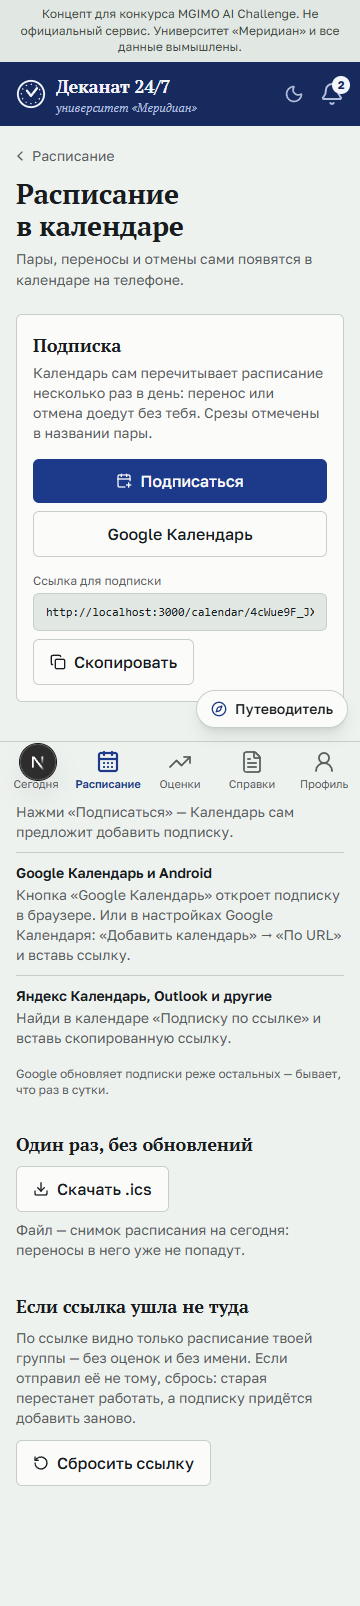 Концепт для конкурса MGIMO AI Challenge. Не
официальный сервис. Университет «Меридиан» и все
данные вымышлены.
Деканат 24/7
университет «Меридиан»
2
Расписание
Расписание
в календаре
Пары, переносы и отмены сами появятся в
календаре на телефоне.
Подписка
Календарь сам перечитывает расписание
несколько раз в день: перенос или
отмена доедут без тебя. Срезы отмечены
в названии пары.
Подписаться
Google Календарь
Ссылка для подписки
http://localhost:3000/calendar/4cWue9F_J
Скопировать
Путеводитель
N
Сегодня
Расписание
Оценки
Справки
Профиль
Нажми «Подписаться» — Календарь сам
предложит добавить подписку.
Google Календарь и Android
Кнопка «Google Календарь» откроет подписку
в браузере. Или в настройках Google
Календаря: «Добавить календарь» → «По URL»
и вставь ссылку.
Яндекс Календарь, Outlook и другие
Найди в календаре «Подписку по ссылке» и
вставь скопированную ссылку.
Google обновляет подписки реже остальных — бывает,
что раз в сутки.
Один раз, без обновлений
Скачать .ics
Файл — снимок расписания на сегодня:
переносы в него уже не попадут.
Если ссылка ушла не туда
По ссылке видно только расписание твоей
группы — без оценок и без имени. Если
отправил её не тому, сбрось: старая
перестанет работать, а подписку придётся
добавить заново.
Сбросить ссылку